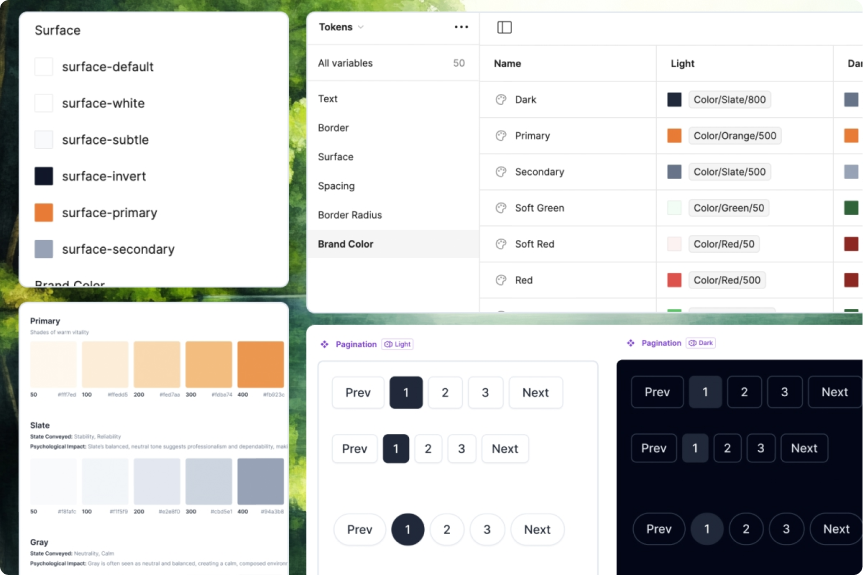 Surface
surface-default
surface-white
surface-subtle
surface-invert
surface-primary
surface-secondary
Brand Color
Tokens
All variables 50
Text
Border
Surface
Spacing
Border Radius
Brand Color
Name Light Dar
Dark Color/Slate/800
Primary Color/Orange/500
Secondary Color/Slate/500
Soft Green Color/Green/50
Soft Red Color/Red/50
Red Color/Red/500
Primary
Shades of warm vitality
50 #fff7ed 100 #ffedd5 200 #fed7aa 300 #fdba74 400 #fb923c
Slate
State Conveyed: Stability, Reliability
Psychological Impact: Slate's balanced, neutral tone suggests professionalism and dependability, maki
50 #f8fafc 100 #f1f5f9 200 #e2e8f0 300 #cbd5e1 400 #94a3b8
Gray
State Conveyed: Neutrality, Calm
Psychological Impact: Gray is often seen as neutral and balanced, creating a calm, composed environm
Pagination Light
Prev 1 2 3 Next
Prev 1 2 3 Next
Prev 1 2 3 Next
Pagination Dark
Prev 1 2 3 Next
Prev 1 2 3 Next
Prev 1 2 3 Next